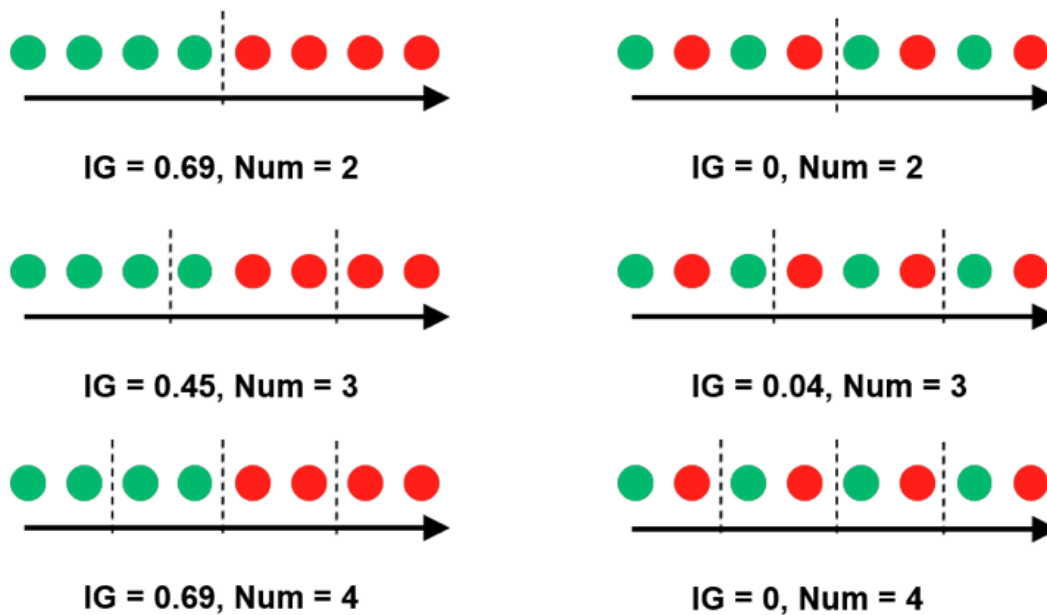 IG = 0.69, Num = 2
IG = 0, Num = 2
IG = 0.45, Num = 3
IG = 0.04, Num = 3
IG = 0.69, Num = 4
IG = 0, Num = 4